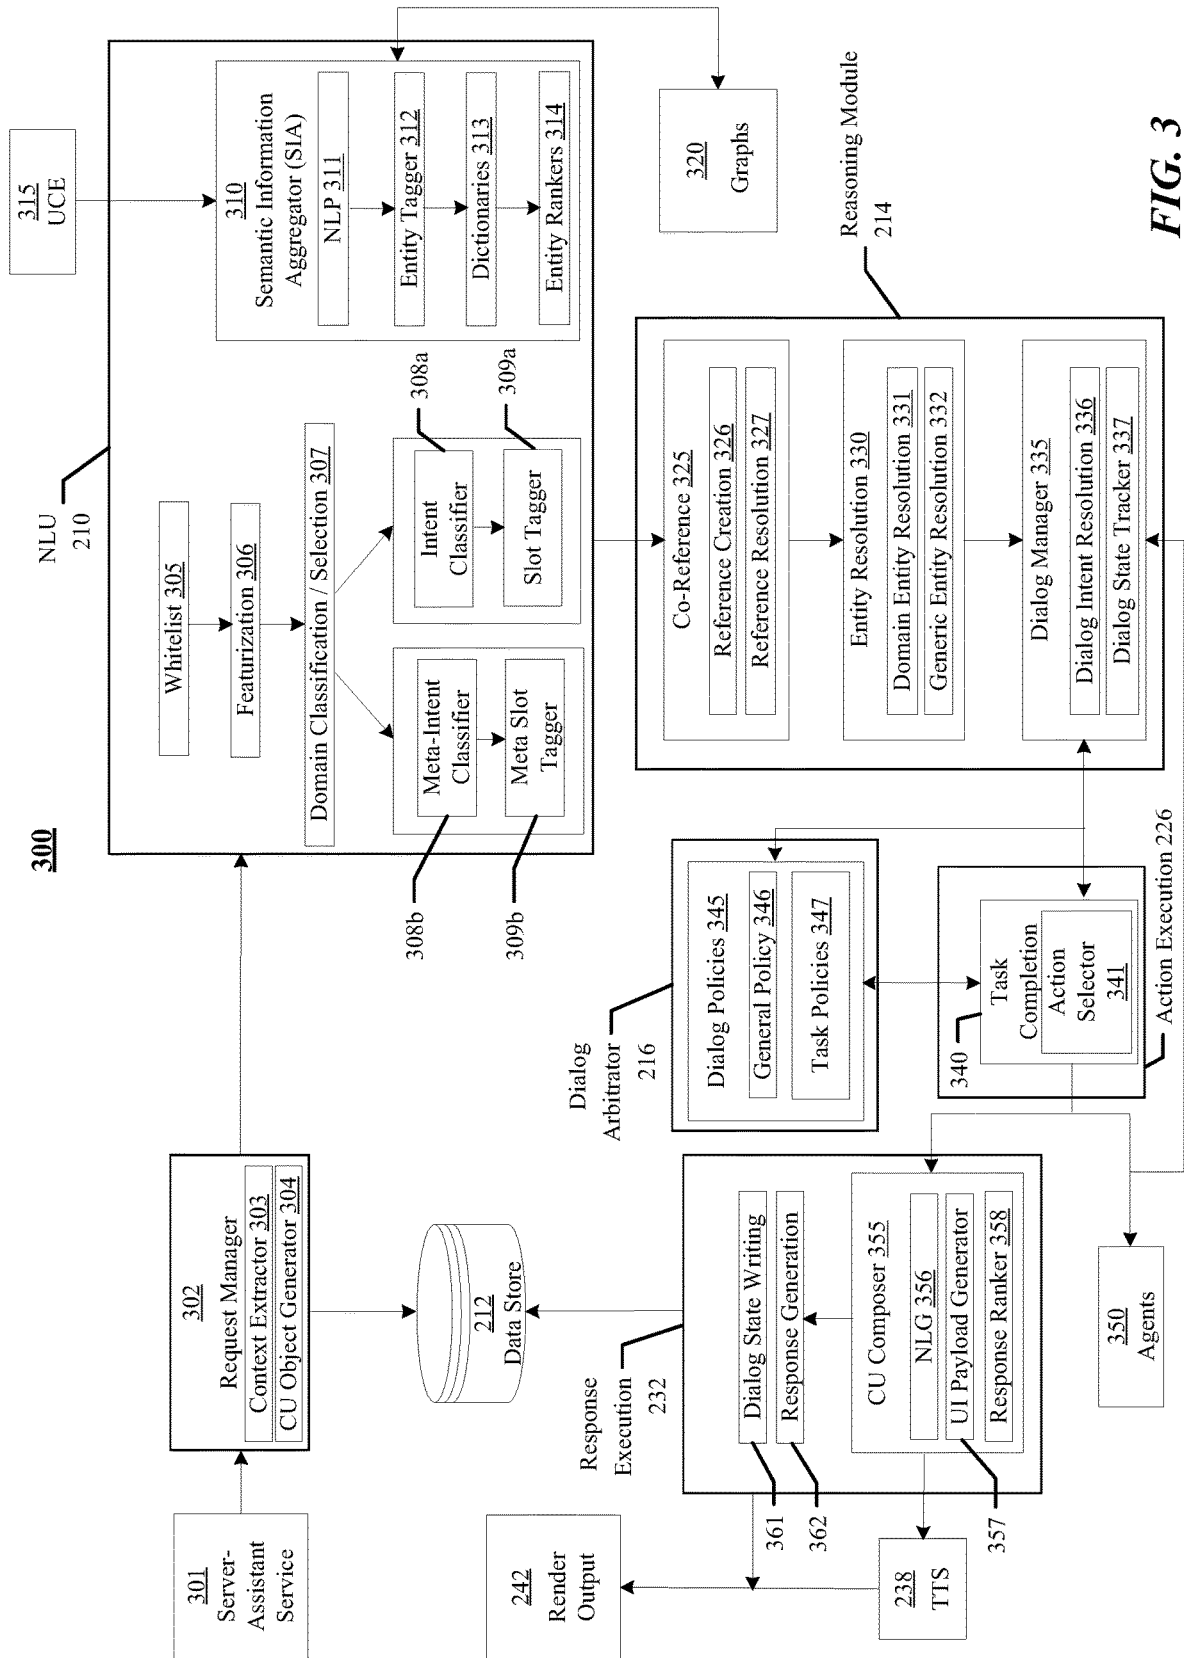 300
301
Server-
Assistant
Service
302
Request Manager
Context Extractor 303
CU Object Generator 304
212
Data Store
NLU
210
Whitelist 305
Featurization 306
Domain Classification / Selection 307
Meta-Intent
Classifier
Meta Slot
Tagger
308b
309b
Intent
Classifier
Slot Tagger
308a
309a
315
UCE
310
Semantic Information
Aggregator (SIA)
NLP 311
Entity Tagger 312
Dictionaries 313
Entity Rankers 314
320
Graphs
Reasoning Module
214
Co-Reference 325
Reference Creation 326
Reference Resolution 327
Entity Resolution 330
Domain Entity Resolution 331
Generic Entity Resolution 332
Dialog Manager 335
Dialog Intent Resolution 336
Dialog State Tracker 337
Dialog
Arbitrator
216
Dialog Policies 345
General Policy 346
Task Policies 347
340
Task
Completion
Action
Selector
341
Action Execution 226
Response
Execution
232
Dialog State Writing
Response Generation
361
362
CU Composer 355
NLG 356
UI Payload Generator
357
Response Ranker 358
242
Render
Output
238
TTS
350
Agents
FIG. 3